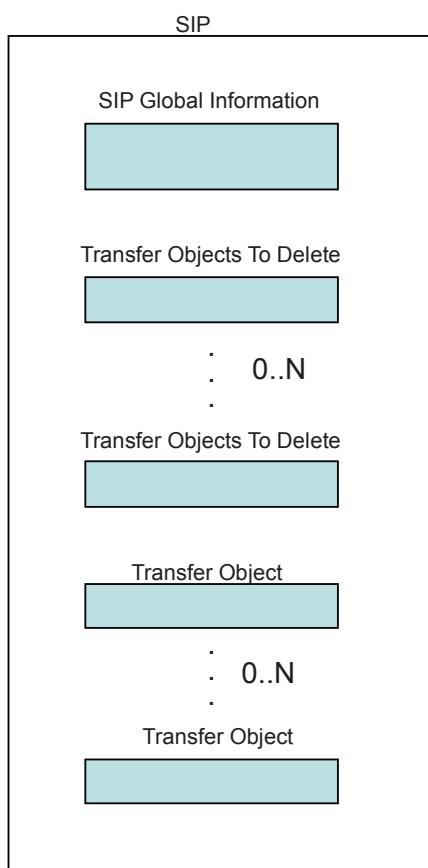 SIP
SIP Global Information
Transfer Objects To Delete
.
. 0..N
.
Transfer Objects To Delete
Transfer Object
.
. 0..N
.
Transfer Object